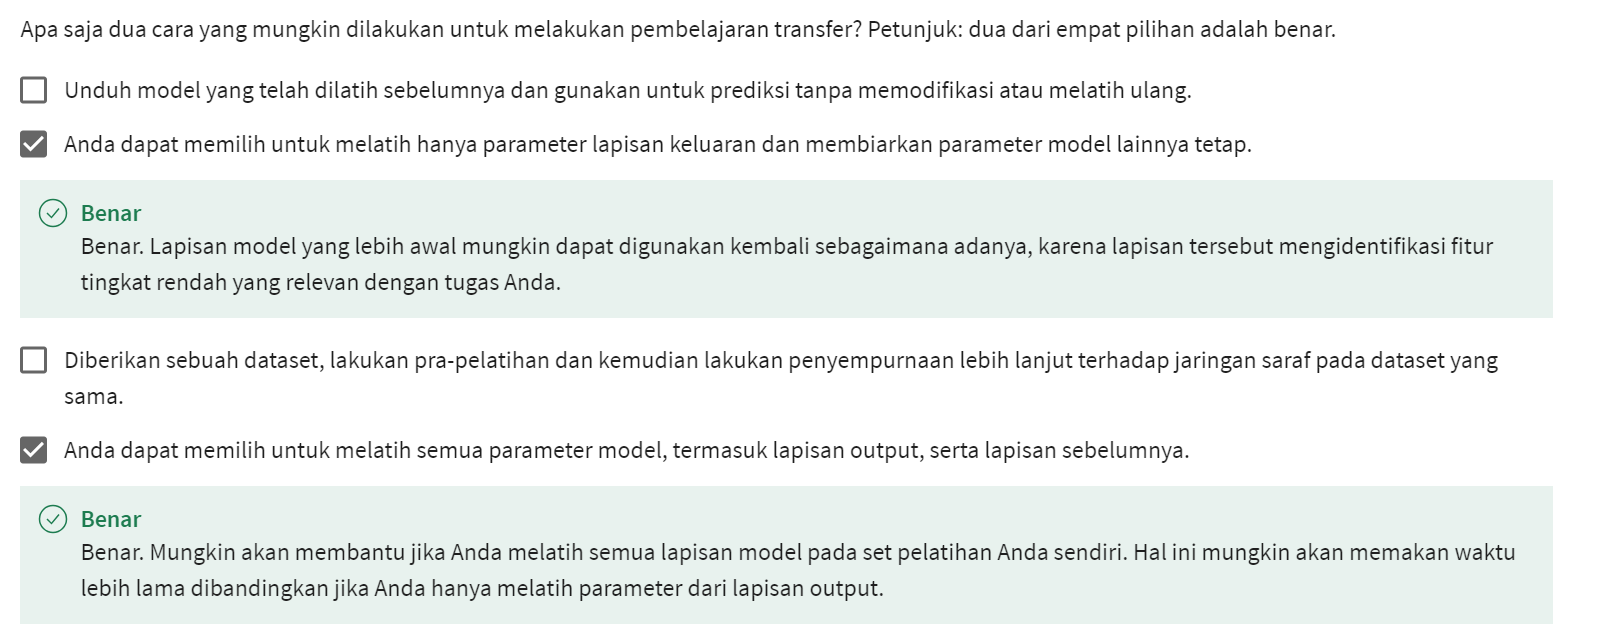 Apa saja dua cara yang mungkin dilakukan untuk melakukan pembelajaran transfer? Petunjuk: dua dari empat pilihan adalah benar.
Unduh model yang telah dilatih sebelumnya dan gunakan untuk prediksi tanpa memodifikasi atau melatih ulang.
Anda dapat memilih untuk melatih hanya parameter lapisan keluaran dan membiarkan parameter model lainnya tetap.
Benar
Benar. Lapisan model yang lebih awal mungkin dapat digunakan kembali sebagaimana adanya, karena lapisan tersebut mengidentifikasi fitur
tingkat rendah yang relevan dengan tugas Anda.
Diberikan sebuah dataset, lakukan pra-pelatihan dan kemudian lakukan penyempurnaan lebih lanjut terhadap jaringan saraf pada dataset yang
sama.
Anda dapat memilih untuk melatih semua parameter model, termasuk lapisan output, serta lapisan sebelumnya.
Benar
Benar. Mungkin akan membantu jika Anda melatih semua lapisan model pada set pelatihan Anda sendiri. Hal ini mungkin akan memakan waktu
lebih lama dibandingkan jika Anda hanya melatih parameter dari lapisan output.